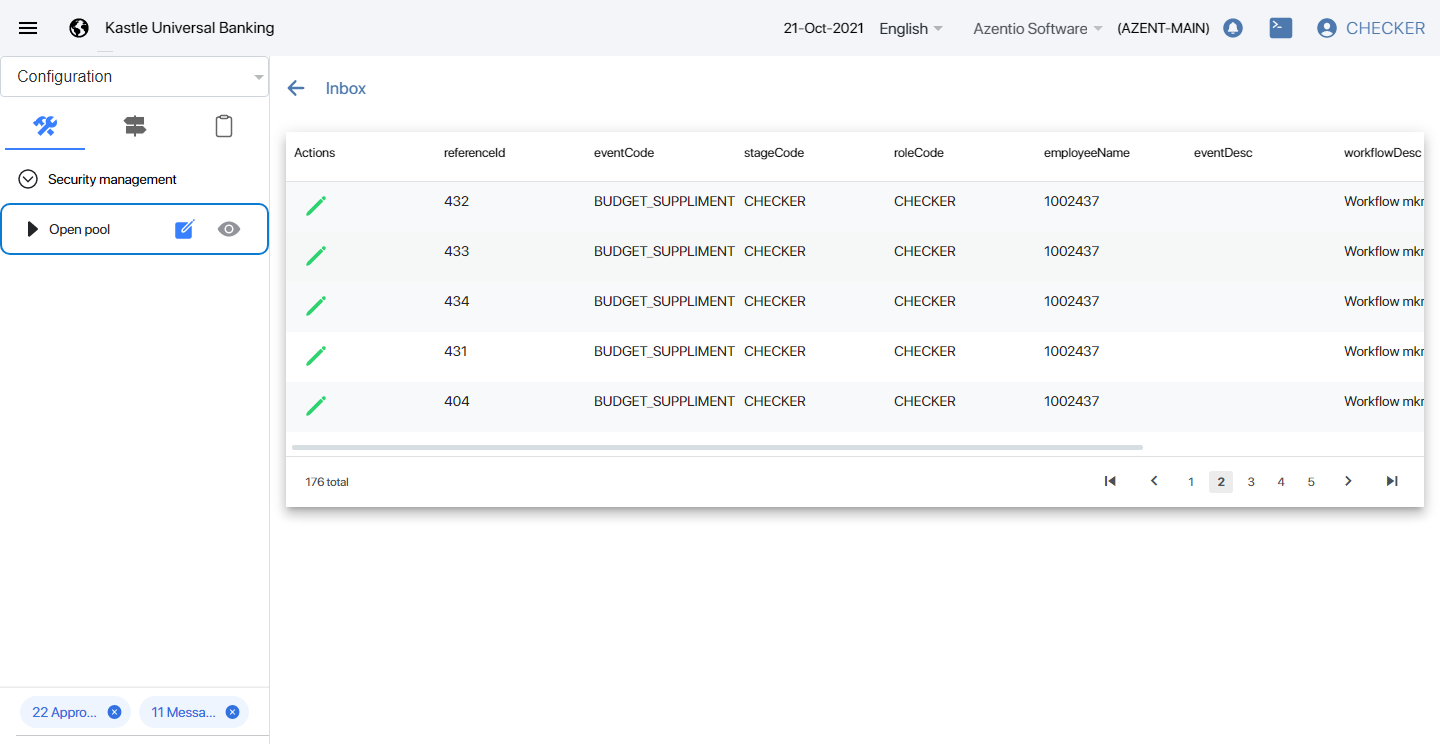 Kastle Universal Banking 21-Oct-2021 English Azentio Software (AZENT-MAIN) CHECKER
Configuration
Inbox
Security management
Open pool
Actions referenceId eventCode stageCode roleCode employeeName eventDesc workflowDesc
432 BUDGET_SUPPLIMENT CHECKER CHECKER 1002437 Workflow mkr
433 BUDGET_SUPPLIMENT CHECKER CHECKER 1002437 Workflow mkr
434 BUDGET_SUPPLIMENT CHECKER CHECKER 1002437 Workflow mkr
431 BUDGET_SUPPLIMENT CHECKER CHECKER 1002437 Workflow mkr
404 BUDGET_SUPPLIMENT CHECKER CHECKER 1002437 Workflow mkr
176 total 1 2 3 4 5
22 Appro... 11 Messa...